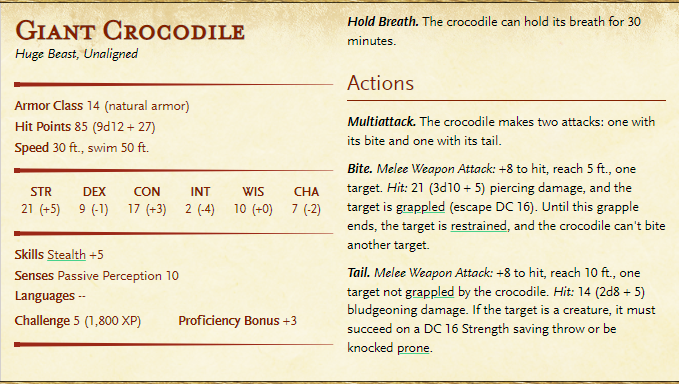 GIANT CROCODILE
Huge Beast, Unaligned
Armor Class 14 (natural armor)
Hit Points 85 (9d12 + 27)
Speed 30 ft., swim 50 ft.
STR DEX CON INT WIS CHA
21 (+5) 9 (-1) 17 (+3) 2 (-4) 10 (+0) 7 (-2)
Skills Stealth +5
Senses Passive Perception 10
Languages --
Challenge 5 (1,800 XP) Proficiency Bonus +3
Hold Breath. The crocodile can hold its breath for 30
minutes.
Actions
Multiattack. The crocodile makes two attacks: one with
its bite and one with its tail.
Bite. Melee Weapon Attack: +8 to hit, reach 5 ft., one
target. Hit: 21 (3d10 + 5) piercing damage, and the
target is grappled (escape DC 16). Until this grapple
ends, the target is restrained, and the crocodile can't bite
another target.
Tail. Melee Weapon Attack: +8 to hit, reach 10 ft., one
target not grappled by the crocodile. Hit: 14 (2d8 + 5)
bludgeoning damage. If the target is a creature, it must
succeed on a DC 16 Strength saving throw or be
knocked prone.